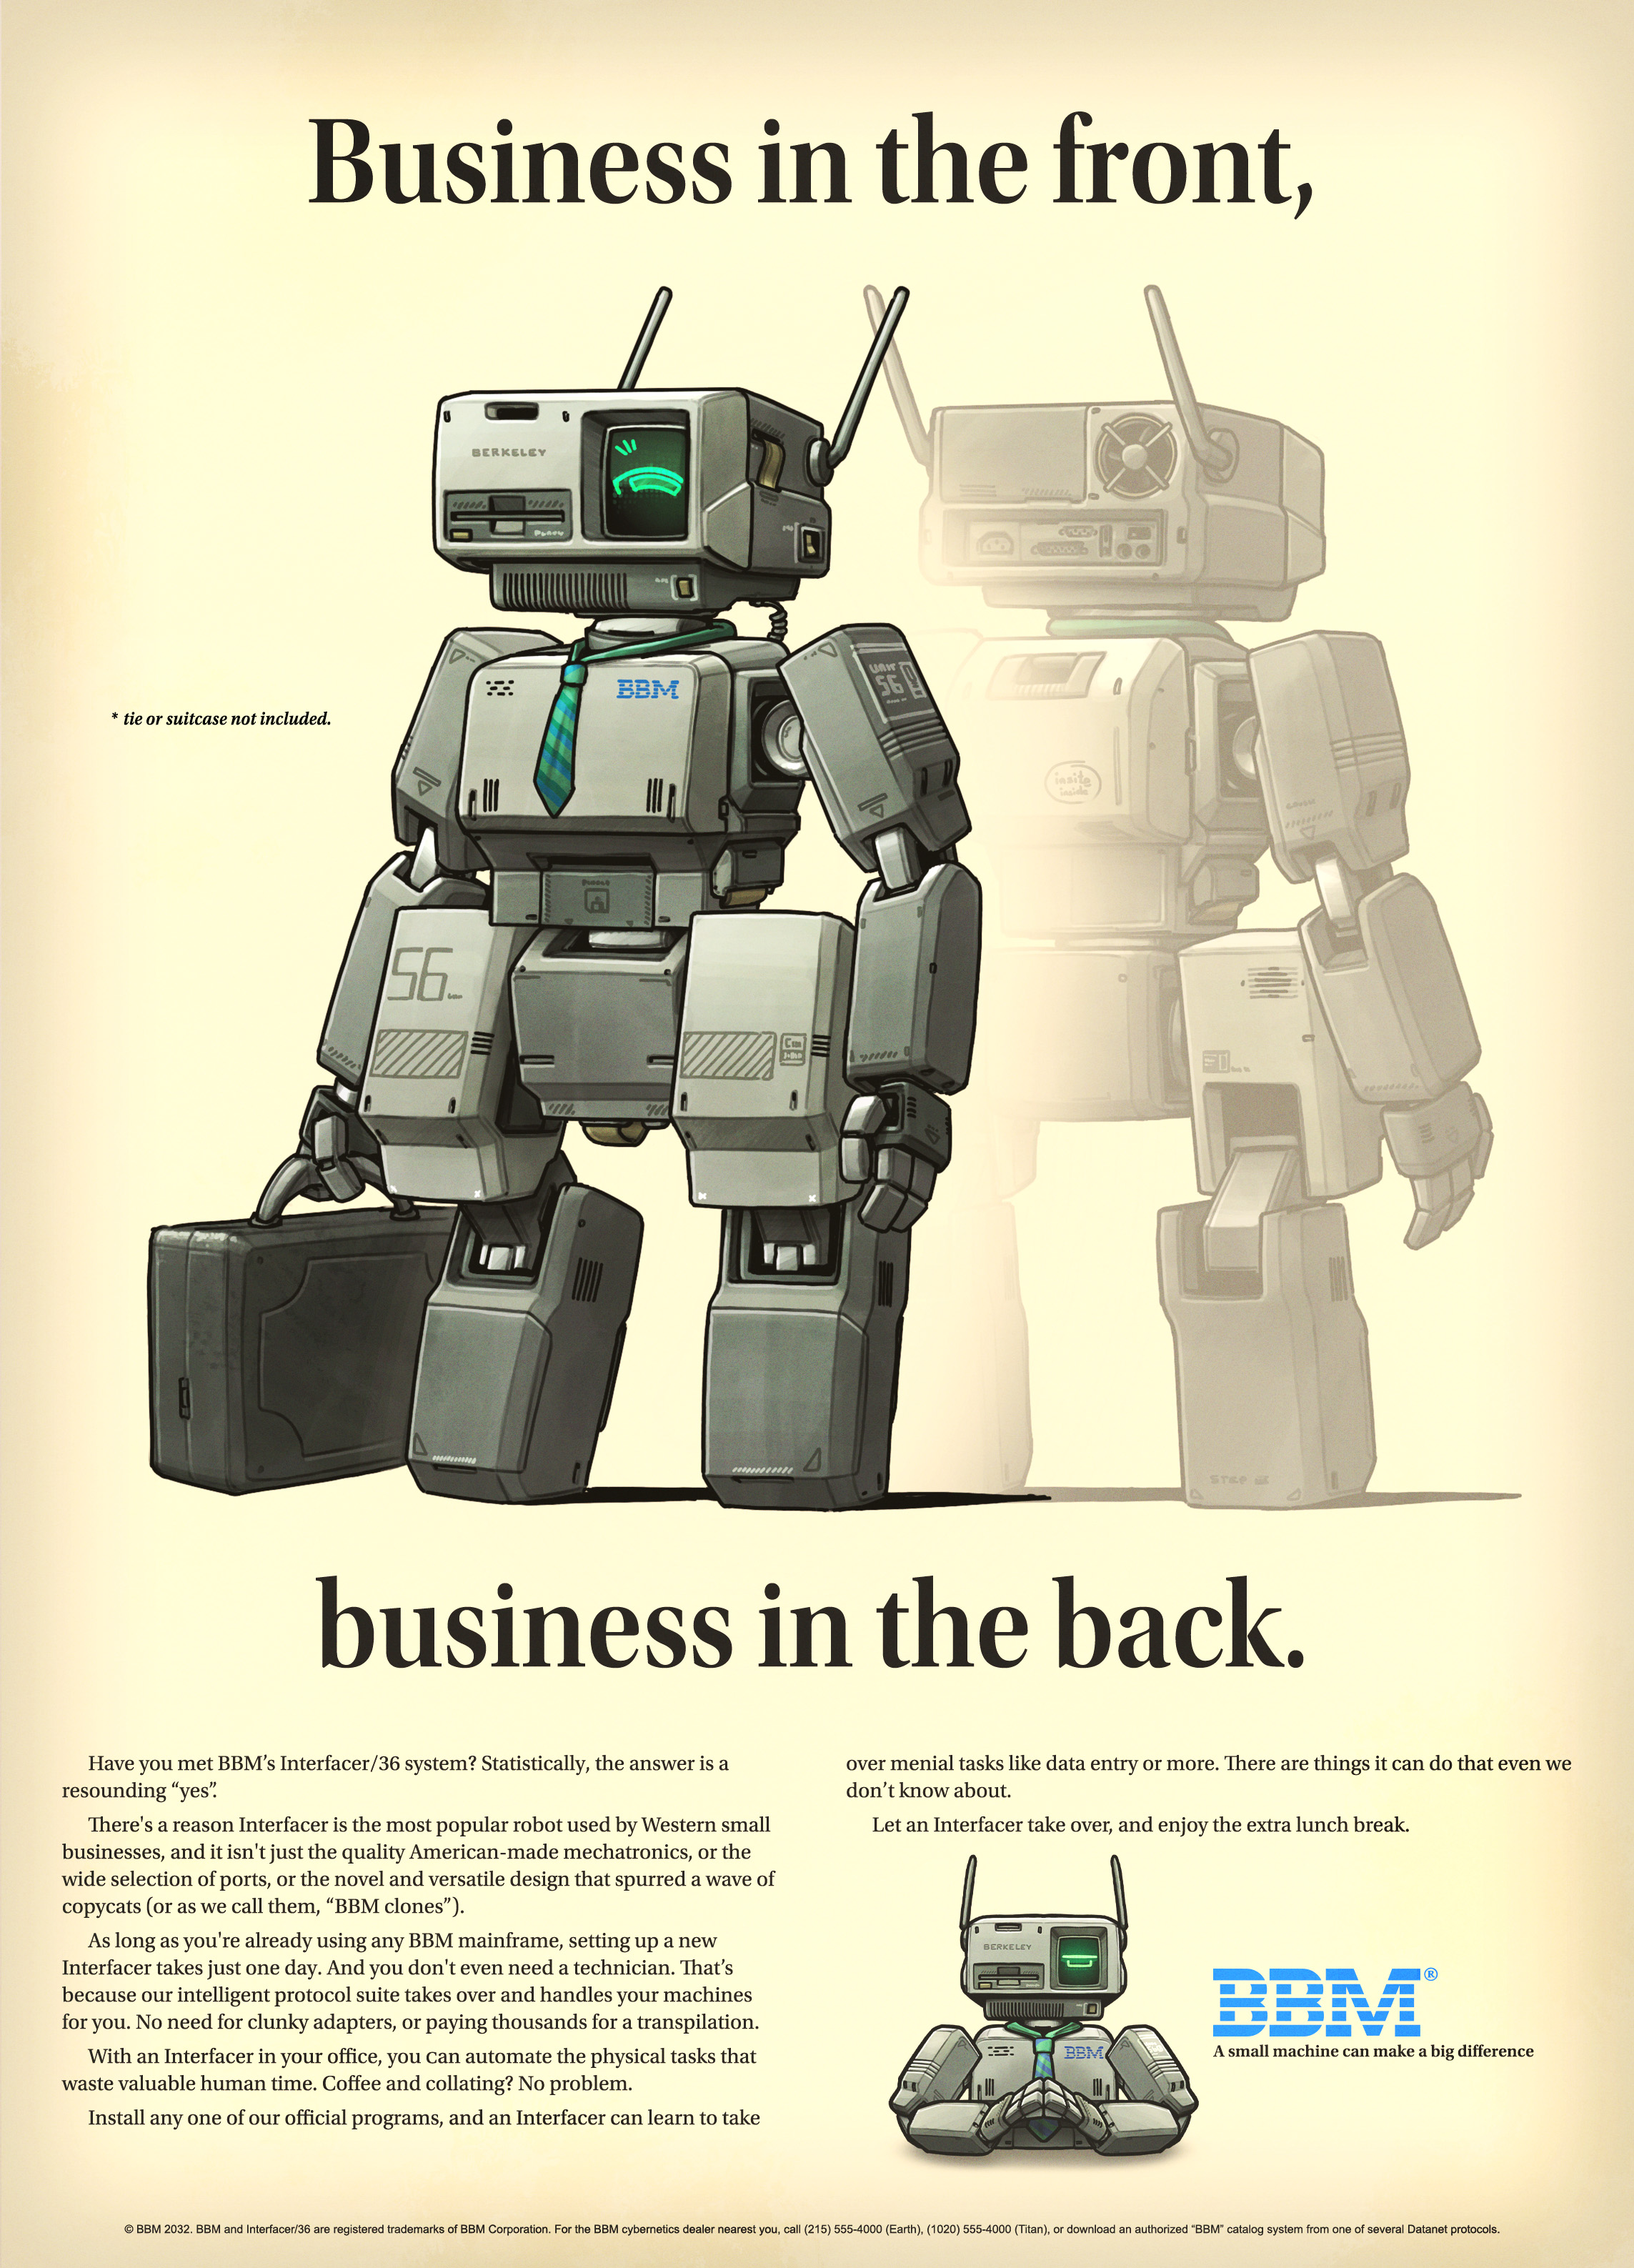 Business in the front,
BERKELEY
BBM
UNIT
56
* tie or suitcase not included.
insite
inside
56
business in the back.
Have you met BBM’s Interfacer/36 system? Statistically, the answer is a
resounding “yes”.
There's a reason Interfacer is the most popular robot used by Western small
businesses, and it isn't just the quality American-made mechatronics, or the
wide selection of ports, or the novel and versatile design that spurred a wave of
copycats (or as we call them, “BBM clones”).
As long as you're already using any BBM mainframe, setting up a new
Interfacer takes just one day. And you don't even need a technician. That’s
because our intelligent protocol suite takes over and handles your machines
for you. No need for clunky adapters, or paying thousands for a transpilation.
With an Interfacer in your office, you can automate the physical tasks that
waste valuable human time. Coffee and collating? No problem.
Install any one of our official programs, and an Interfacer can learn to take
over menial tasks like data entry or more. There are things it can do that even we
don’t know about.
Let an Interfacer take over, and enjoy the extra lunch break.
BERKELEY
BBM
BBM®
A small machine can make a big difference
© BBM 2032. BBM and Interfacer/36 are registered trademarks of BBM Corporation. For the BBM cybernetics dealer nearest you, call (215) 555-4000 (Earth), (1020) 555-4000 (Titan), or download an authorized “BBM” catalog system from one of several Datanet protocols.